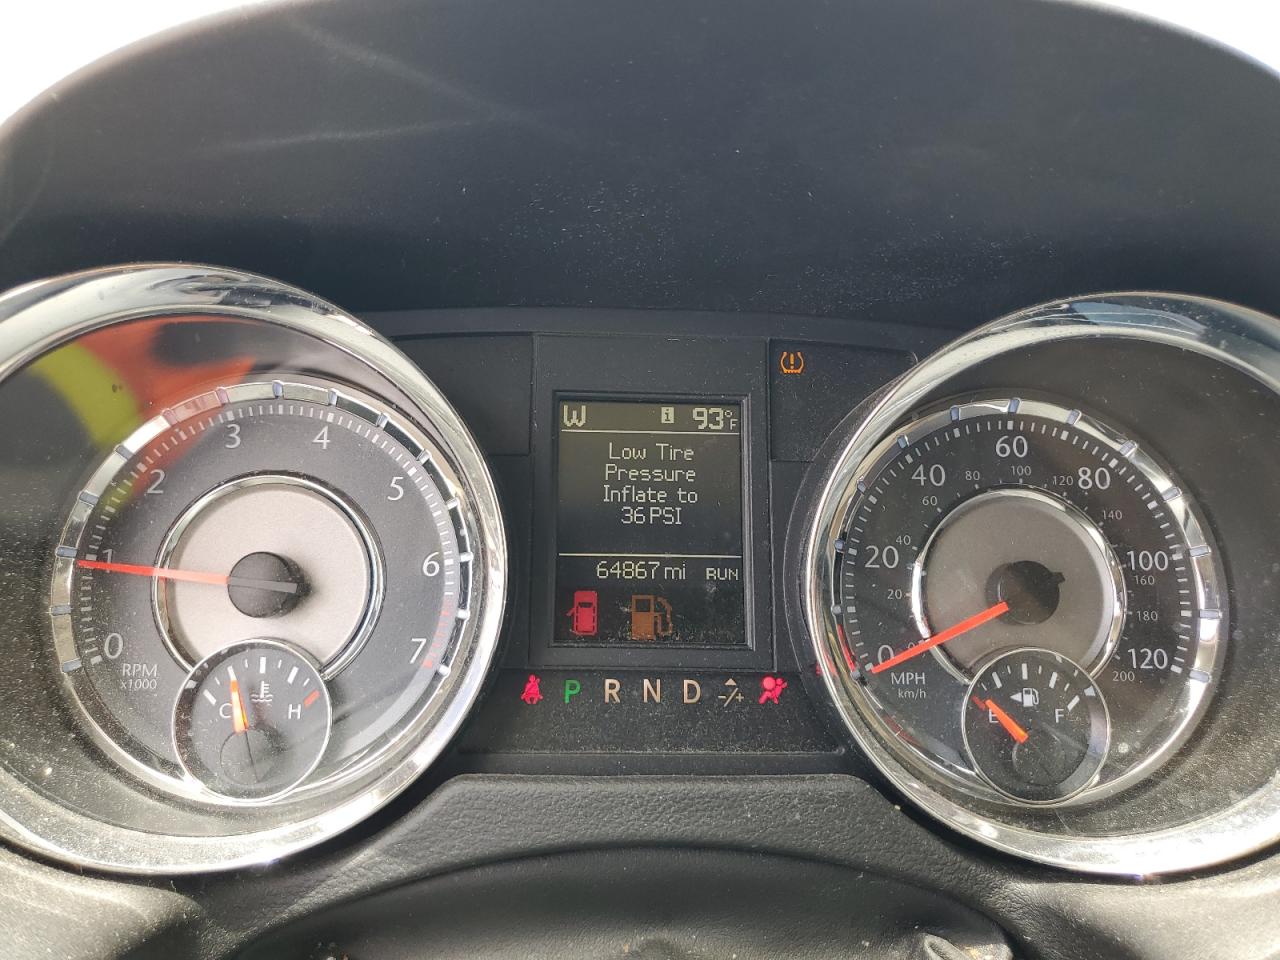 W i 93°F
Low Tire
Pressure
Inflate to
36 PSI
64867 mi RUN
P R N D -/+
0 1 2 3 4 5 6 7
RPM
x1000
C H
0 20 40 60 80 100 120
20 40 60 80 100 120 140 160 180 200
MPH
km/h
E F